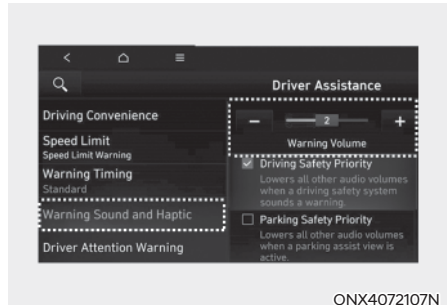 Driver Assistance
Driving Convenience
Speed Limit
Speed Limit Warning
Warning Timing
Standard
Warning Sound and Haptic
Driver Attention Warning
2
Warning Volume
Driving Safety Priority
Lowers all other audio volumes
when a driving safety system
sounds a warning.
Parking Safety Priority
Lowers all other audio volumes
when a parking assist view is
active.
ONX4072107N